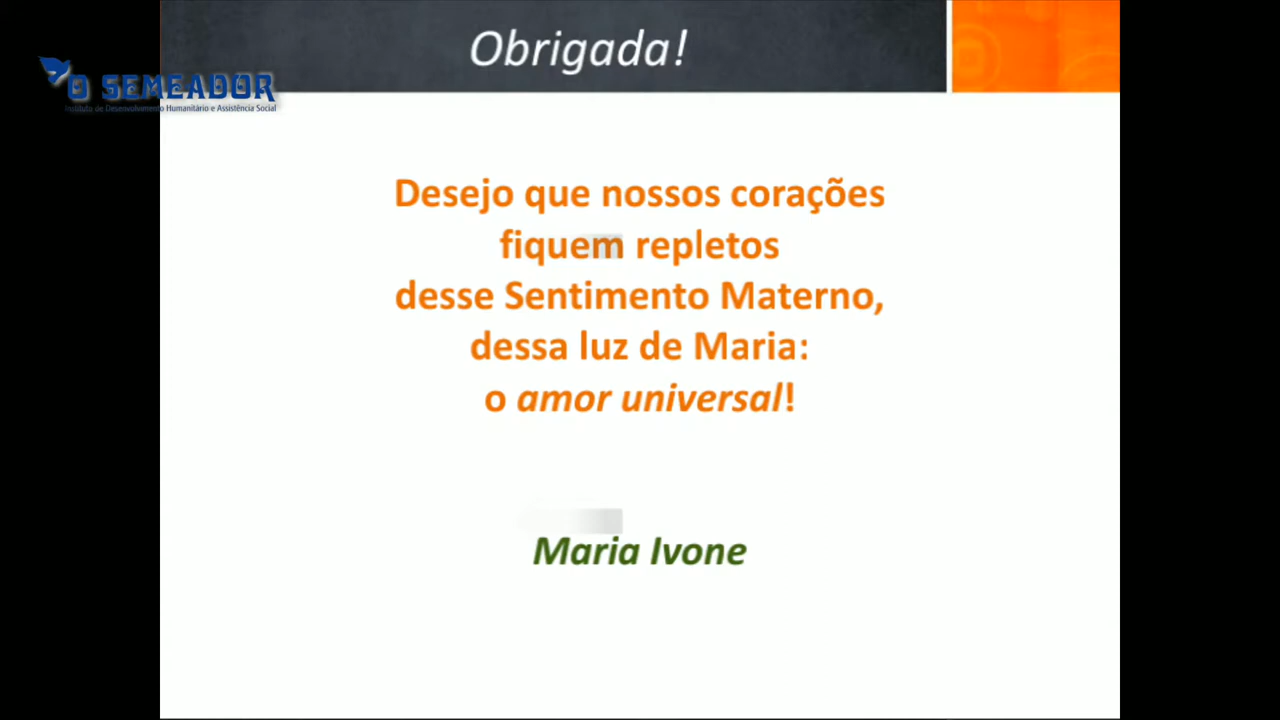 Obrigada!
O SEMEADOR
Instituto de Desenvolvimento Humanitário e Assistência Social
Desejo que nossos corações
fiquem repletos
desse Sentimento Materno,
dessa luz de Maria:
o amor universal!
Maria Ivone